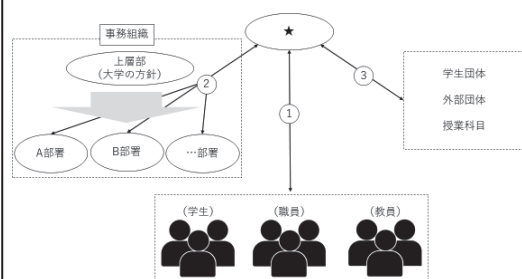 事務組織
★
上層部
(大学の方針)
2
3
1
A部署
B部署
…部署
学生団体
外部団体
授業科目
(学生)
(職員)
(教員)